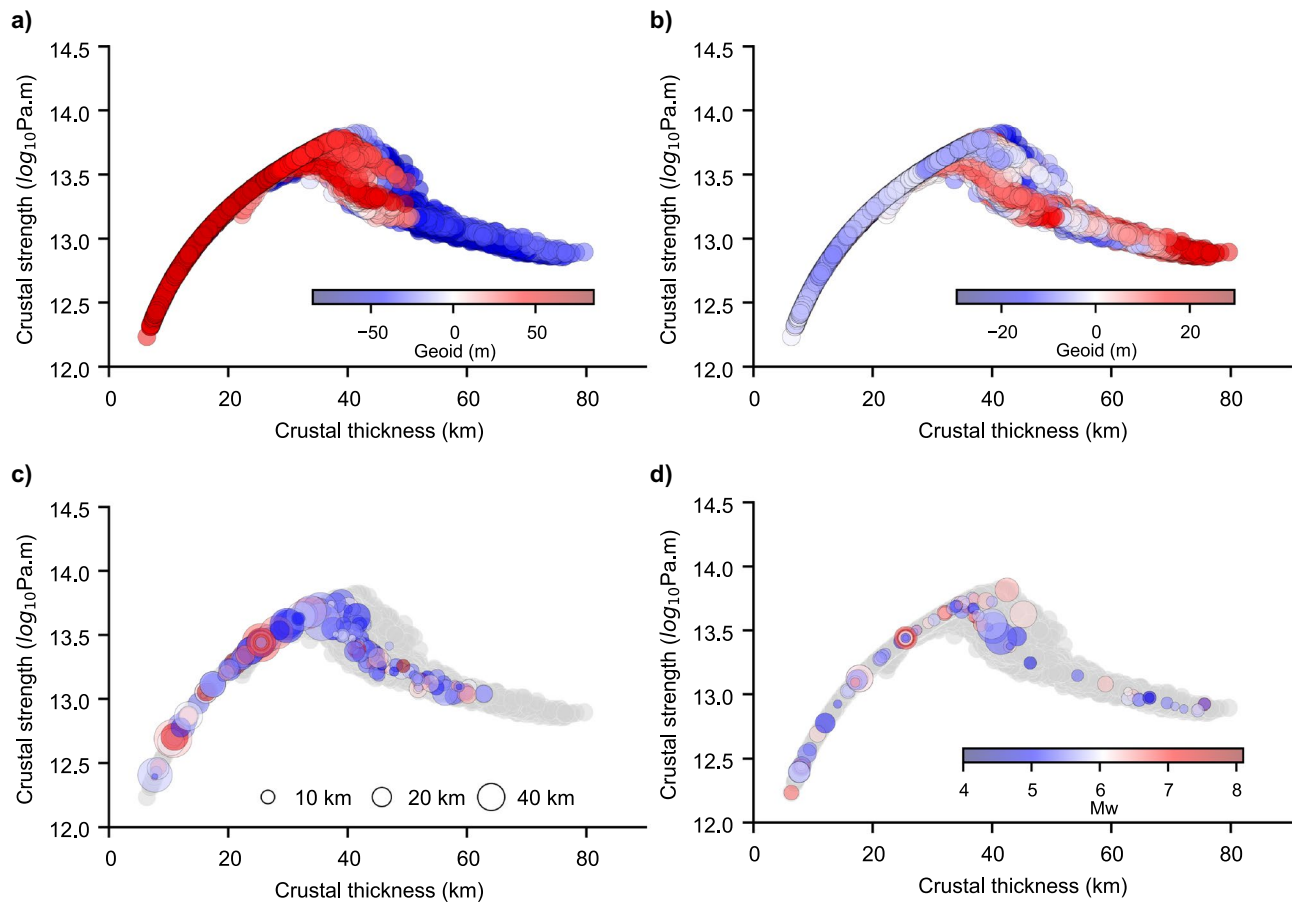 a)
14.5
14.0
13.5
13.0
12.5
12.0
Crustal strength (log₁₀Pa.m)
0 20 40 60 80
Crustal thickness (km)
−50 0 50
Geoid (m)
b)
14.5
14.0
13.5
13.0
12.5
12.0
Crustal strength (log₁₀Pa.m)
0 20 40 60 80
Crustal thickness (km)
−20 0 20
Geoid (m)
c)
14.5
14.0
13.5
13.0
12.5
12.0
Crustal strength (log₁₀Pa.m)
0 20 40 60 80
Crustal thickness (km)
10 km 20 km 40 km
d)
14.5
14.0
13.5
13.0
12.5
12.0
Crustal strength (log₁₀Pa.m)
0 20 40 60 80
Crustal thickness (km)
4 5 6 7 8
Mw